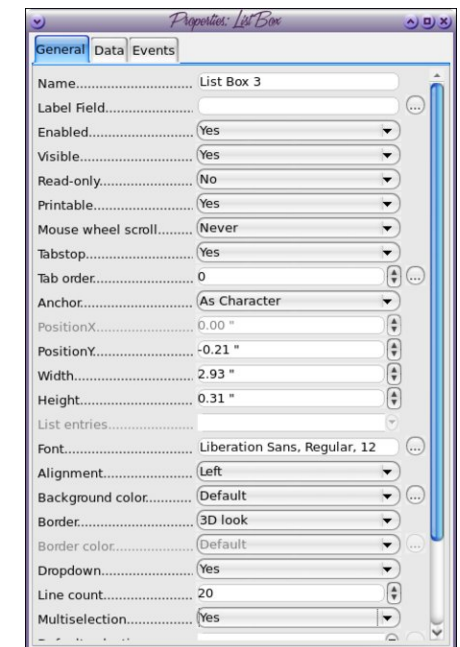 Properties: List Box
General Data Events
Name.......................... List Box 3
Label Field.................... ...
Enabled....................... Yes
Visible.......................... Yes
Read-only..................... No
Printable....................... Yes
Mouse wheel scroll......... Never
Tabstop........................ Yes
Tab order...................... 0 ...
Anchor......................... As Character
PositionX...................... 0.00 "
PositionY...................... -0.21 "
Width........................... 2.93 "
Height.......................... 0.31 "
List entries....................
Font............................. Liberation Sans, Regular, 12 ...
Alignment..................... Left
Background color........... Default ...
Border.......................... 3D look
Border color.................. Default ...
Dropdown..................... Yes
Line count..................... 20
Multiselection................ Yes